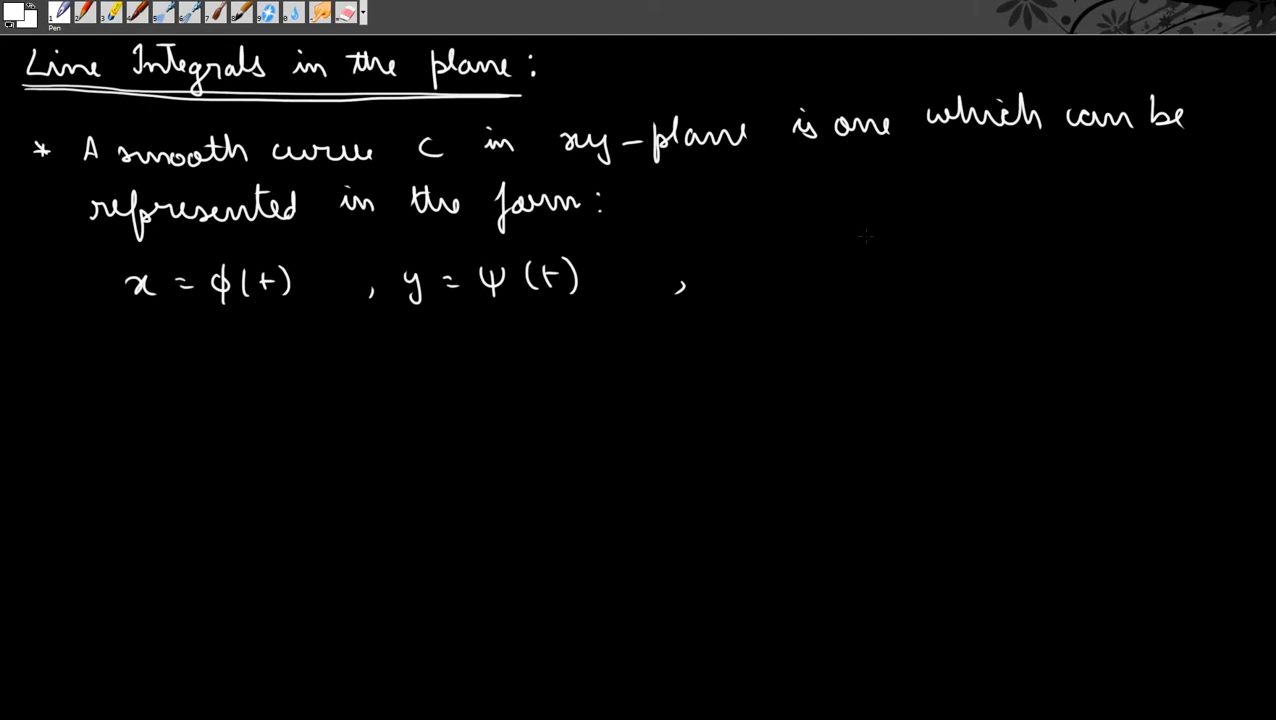 Line Integrals in the plane:
* A smooth curve C in xy-plane is one which can be
represented in the form:
x = ϕ(t) , y = ψ(t) ,
Pen